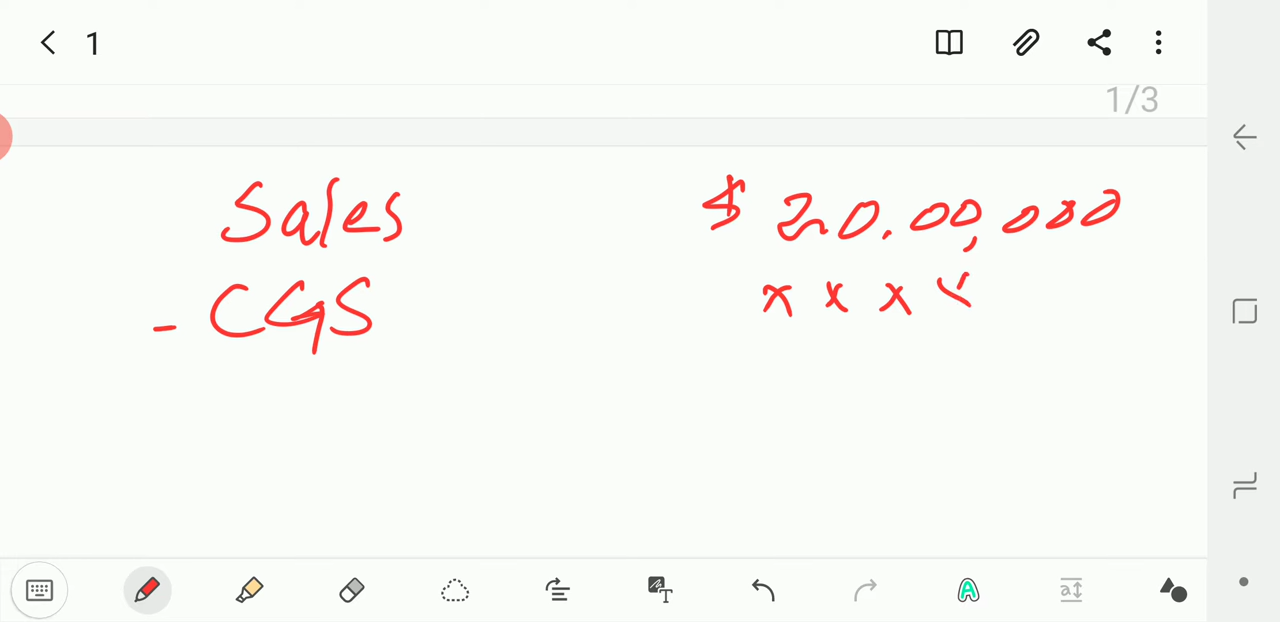 1
1/3
Sales $ 20.00,000
- CGS x x x x